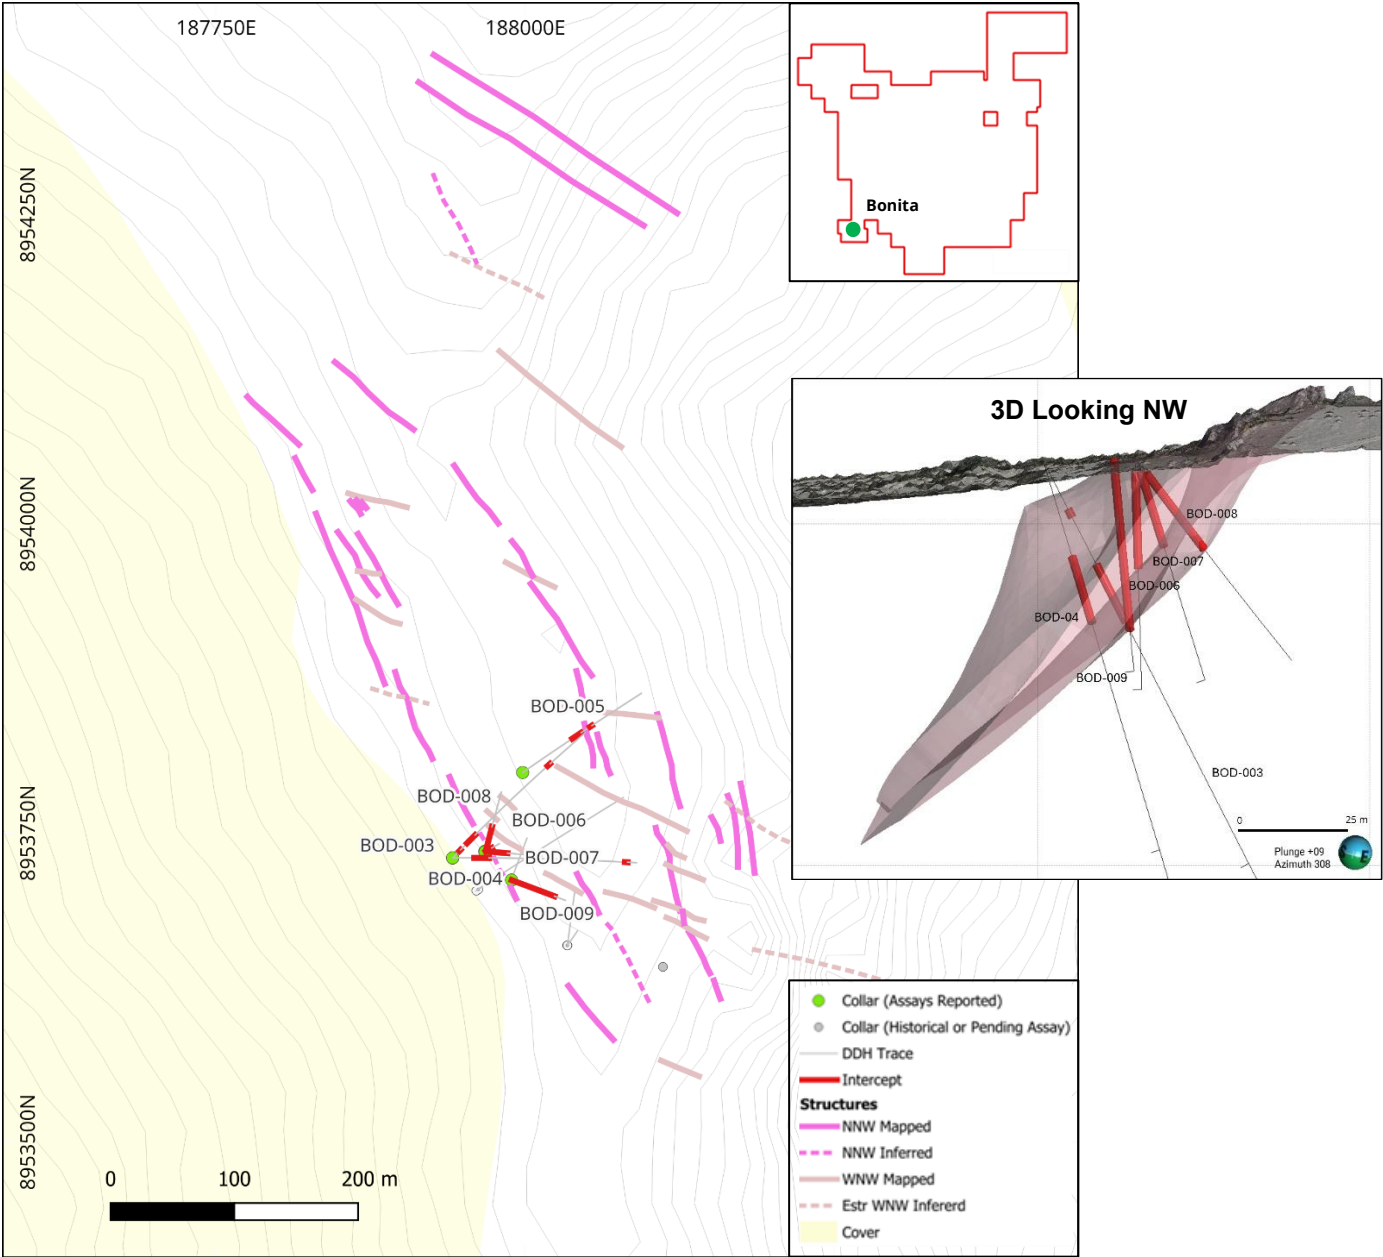 187750E
188000E
8954250N
8954000N
8953750N
8953500N
BOD-005
BOD-008
BOD-006
BOD-003
BOD-007
BOD-004
BOD-009
0 100 200 m
Bonita
3D Looking NW
BOD-008
BOD-007
BOD-006
BOD-04
BOD-009
BOD-003
0 25 m
Plunge +09
Azimuth 308
E
Collar (Assays Reported)
Collar (Historical or Pending Assay)
DDH Trace
Intercept
Structures
NNW Mapped
NNW Inferred
WNW Mapped
Estr WNW Infererd
Cover